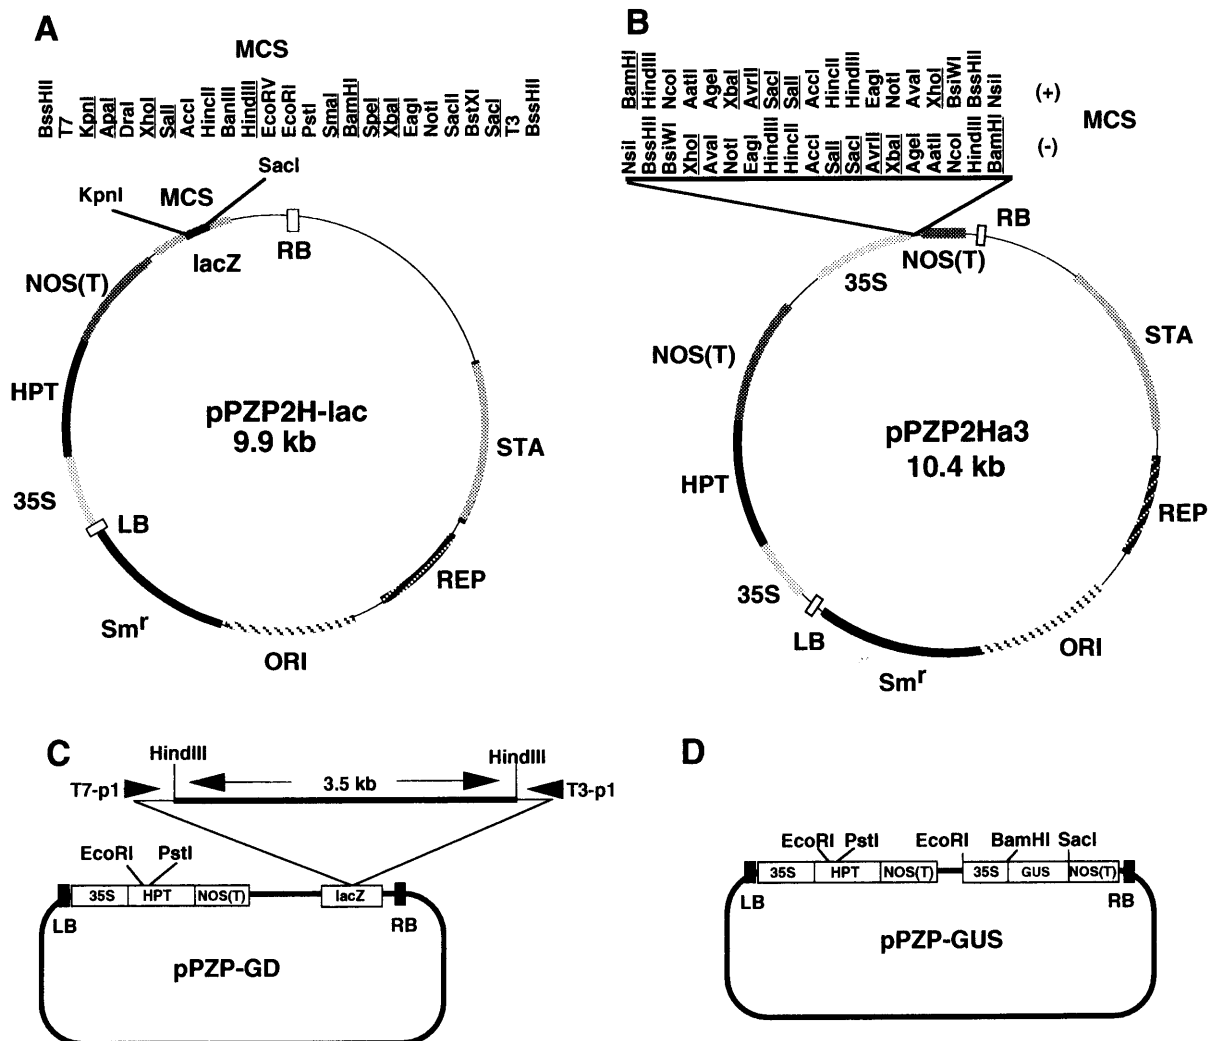 A
MCS
BssHII T7 KpnI ApaI DraI XhoI SalI AccI HincII BanIII HindIII EcoRV EcoRI PstI SmaI BamHI SpeI XbaI EagI NotI SacII BstXI SacI T3 BssHII
SacI
KpnI
MCS
lacZ
RB
NOS(T)
HPT
pPZP2H-lac
9.9 kb
STA
35S
LB
REP
Smr
ORI
B
BamHI HindIII NcoI AatII AgeI XbaI AvrII SacI SalI AccI HincII HindIII EagI NotI AvaI XhoI BsiWI BssHII NsiI
(+)
MCS
NsiI BssHII BsiWI XhoI AvaI NotI EagI HindIII HincII AccI SalI SacI AvrII XbaI AgeI AatII NcoI HindIII BamHI
(-)
RB
NOS(T)
35S
STA
NOS(T)
pPZP2Ha3
10.4 kb
HPT
REP
35S
LB
ORI
Smr
C
HindIII HindIII
T7-p1 3.5 kb T3-p1
EcoRI PstI
35S HPT NOS(T) lacZ
LB RB
pPZP-GD
D
EcoRI PstI EcoRI BamHI SacI
35S HPT NOS(T) 35S GUS NOS(T)
LB RB
pPZP-GUS